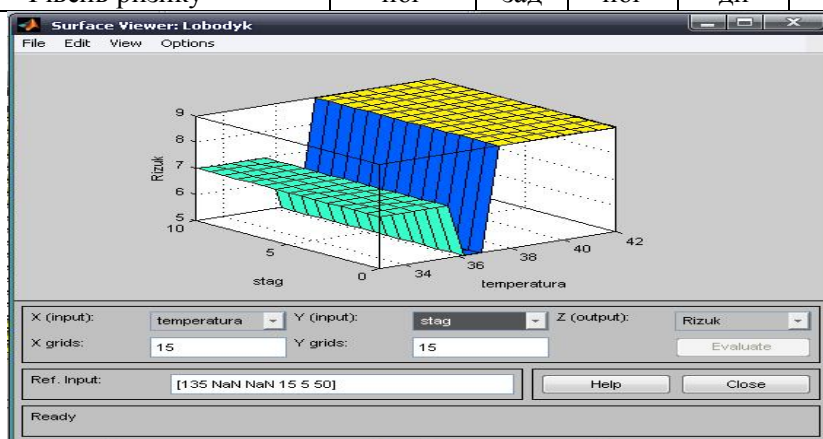 Рівень ризику
Surface Viewer: Lobodyk
File Edit View Options
9
8
7
6
5
Rizuk
10
5
0
stag
34
36
38
40
42
temperatura
X (input): temperatura Y (input): stag Z (output): Rizuk
X grids: 15 Y grids: 15 Evaluate
Ref. Input: [135 NaN NaN 15 5 50] Help Close
Ready